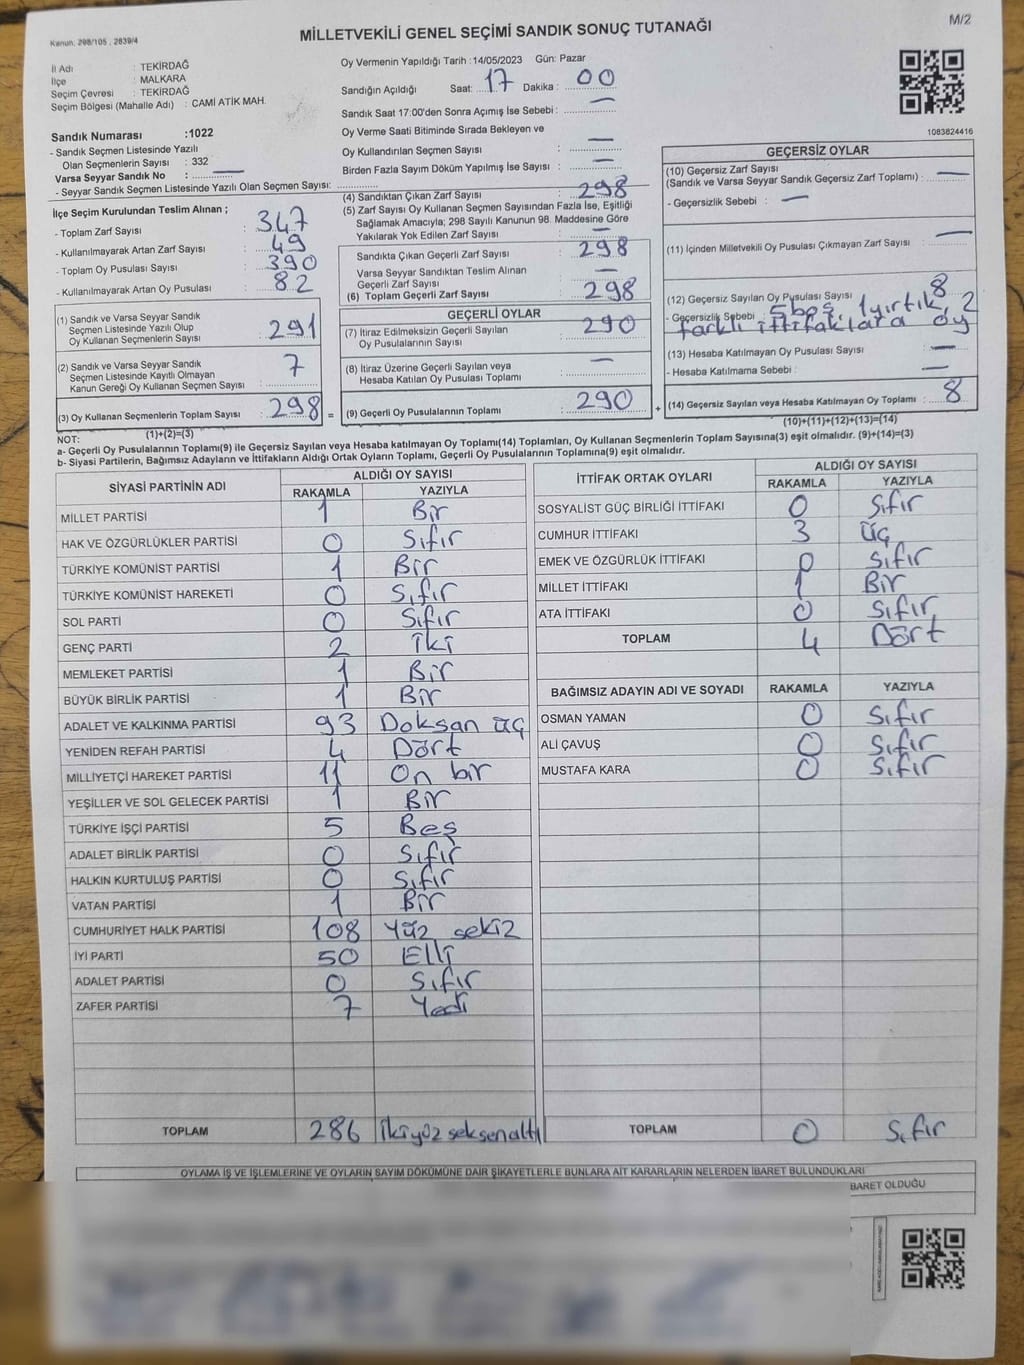 M/2
Kanun, 298/105 , 2839/4
MİLLETVEKİLİ GENEL SEÇİMİ SANDIK SONUÇ TUTANAĞI
İl Adı : TEKİRDAĞ
İlçe : MALKARA
Seçim Çevresi : TEKİRDAĞ
Seçim Bölgesi (Mahalle Adı) : CAMİ ATİK MAH.
Sandık Numarası :1022
- Sandık Seçmen Listesinde Yazılı
Olan Seçmenlerin Sayısı : 332
Varsa Seyyar Sandık No : —
- Seyyar Sandık Seçmen Listesinde Yazılı Olan Seçmen Sayısı:
Oy Vermenin Yapıldığı Tarih :14/05/2023 Gün: Pazar
Sandığın Açıldığı Saat: 17 Dakika : 00
Sandık Saat 17:00'den Sonra Açımış İse Sebebi : —
Oy Verme Saati Bitiminde Sırada Bekleyen ve
Oy Kullandırılan Seçmen Sayısı : —
Birden Fazla Sayım Döküm Yapılmış İse Sayısı : —
1083824416
İlçe Seçim Kurulundan Teslim Alınan ;
- Toplam Zarf Sayısı : 347
- Kullanılmayarak Artan Zarf Sayısı : 49
- Toplam Oy Pusulası Sayısı : 390
- Kullanılmayarak Artan Oy Pusulası : 82
(1) Sandık ve Varsa Seyyar Sandık
Seçmen Listesinde Yazılı Olup
Oy Kullanan Seçmenlerin Sayısı : 291
(2) Sandık ve Varsa Seyyar Sandık
Seçmen Listesinde Kayıtlı Olmayan
Kanun Gereği Oy Kullanan Seçmen Sayısı : 7
(3) Oy Kullanan Seçmenlerin Toplam Sayısı : 298 =
(1)+(2)=(3)
(4) Sandıktan Çıkan Zarf Sayısı : 298
(5) Zarf Sayısı Oy Kullanan Seçmen Sayısından Fazla İse, Eşitliği
Sağlamak Amacıyla; 298 Sayılı Kanunun 98. Maddesine Göre
Yakılarak Yok Edilen Zarf Sayısı : —
Sandıkta Çıkan Geçerli Zarf Sayısı : 298
Varsa Seyyar Sandıktan Teslim Alınan
Geçerli Zarf Sayısı : —
(6) Toplam Geçerli Zarf Sayısı : 298
GEÇERLİ OYLAR
(7) İtiraz Edilmeksizin Geçerli Sayılan
Oy Pusulalarının Sayısı : 290
(8) İtiraz Üzerine Geçerli Sayılan veya
Hesaba Katılan Oy Pusulası Toplamı : —
(9) Geçerli Oy Pusulalarının Toplamı : 290 +
GEÇERSİZ OYLAR
(10) Geçersiz Zarf Sayısı
(Sandık ve Varsa Seyyar Sandık Geçersiz Zarf Toplamı) : —
- Geçersizlik Sebebi : —
(11) İçinden Milletvekili Oy Pusulası Çıkmayan Zarf Sayısı : —
(12) Geçersiz Sayılan Oy Pusulası Sayısı : 8
- Geçersizlik Sebebi : 5boş, 1yırtık, 2
farklı ittifaklara oy
(13) Hesaba Katılmayan Oy Pusulası Sayısı : —
- Hesaba Katılmama Sebebi : —
(14) Geçersiz Sayılan veya Hesaba Katılmayan Oy Toplamı : 8
(10)+(11)+(12)+(13)=(14)
NOT:
a- Geçerli Oy Pusulalarının Toplamı(9) ile Geçersiz Sayılan veya Hesaba katılmayan Oy Toplamı(14) Toplamları, Oy Kullanan Seçmenlerin Toplam Sayısına(3) eşit olmalıdır. (9)+(14)=(3)
b- Siyasi Partilerin, Bağımsız Adayların ve İttifakların Aldığı Ortak Oyların Toplamı, Geçerli Oy Pusulalarının Toplamına(9) eşit olmalıdır.
SİYASİ PARTİNİN ADI ALDIĞI OY SAYISI
RAKAMLA YAZIYLA
MİLLET PARTİSİ 1 Bir
HAK VE ÖZGÜRLÜKLER PARTİSİ 0 Sıfır
TÜRKİYE KOMÜNİST PARTİSİ 1 Bir
TÜRKİYE KOMÜNİST HAREKETİ 0 Sıfır
SOL PARTİ 0 Sıfır
GENÇ PARTİ 2 İki
MEMLEKET PARTİSİ 1 Bir
BÜYÜK BİRLİK PARTİSİ 1 Bir
ADALET VE KALKINMA PARTİSİ 93 Doksan üç
YENİDEN REFAH PARTİSİ 4 Dört
MİLLİYETÇİ HAREKET PARTİSİ 11 On bir
YEŞİLLER VE SOL GELECEK PARTİSİ 1 Bir
TÜRKİYE İŞÇİ PARTİSİ 5 Beş
ADALET BİRLİK PARTİSİ 0 Sıfır
HALKIN KURTULUŞ PARTİSİ 0 Sıfır
VATAN PARTİSİ 1 Bir
CUMHURİYET HALK PARTİSİ 108 Yüz sekiz
İYİ PARTİ 50 Elli
ADALET PARTİSİ 0 Sıfır
ZAFER PARTİSİ 7 Yedi
TOPLAM 286 İkiyüz seksenaltı
İTTİFAK ORTAK OYLARI ALDIĞI OY SAYISI
RAKAMLA YAZIYLA
SOSYALİST GÜÇ BİRLİĞİ İTTİFAKI 0 Sıfır
CUMHUR İTTİFAKI 3 Üç
EMEK VE ÖZGÜRLÜK İTTİFAKI 0 Sıfır
MİLLET İTTİFAKI 1 Bir
ATA İTTİFAKI 0 Sıfır
TOPLAM 4 Dört
BAĞIMSIZ ADAYIN ADI VE SOYADI RAKAMLA YAZIYLA
OSMAN YAMAN 0 Sıfır
ALİ ÇAVUŞ 0 Sıfır
MUSTAFA KARA 0 Sıfır
TOPLAM 0 Sıfır
OYLAMA İŞ VE İŞLEMLERİNE VE OYLARIN SAYIM DÖKÜMÜNE DAİR ŞİKAYETLERLE BUNLARA AİT KARARLARIN NELERDEN İBARET BULUNDUKLARI
BARET OLDUĞU